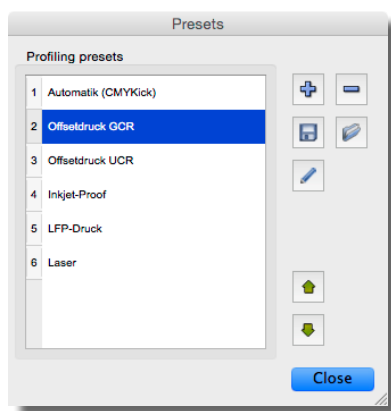 Presets
Profiling presets
1 Automatik (CMYKick)
2 Offsetdruck GCR
3 Offsetdruck UCR
4 Inkjet-Proof
5 LFP-Druck
6 Laser
Close